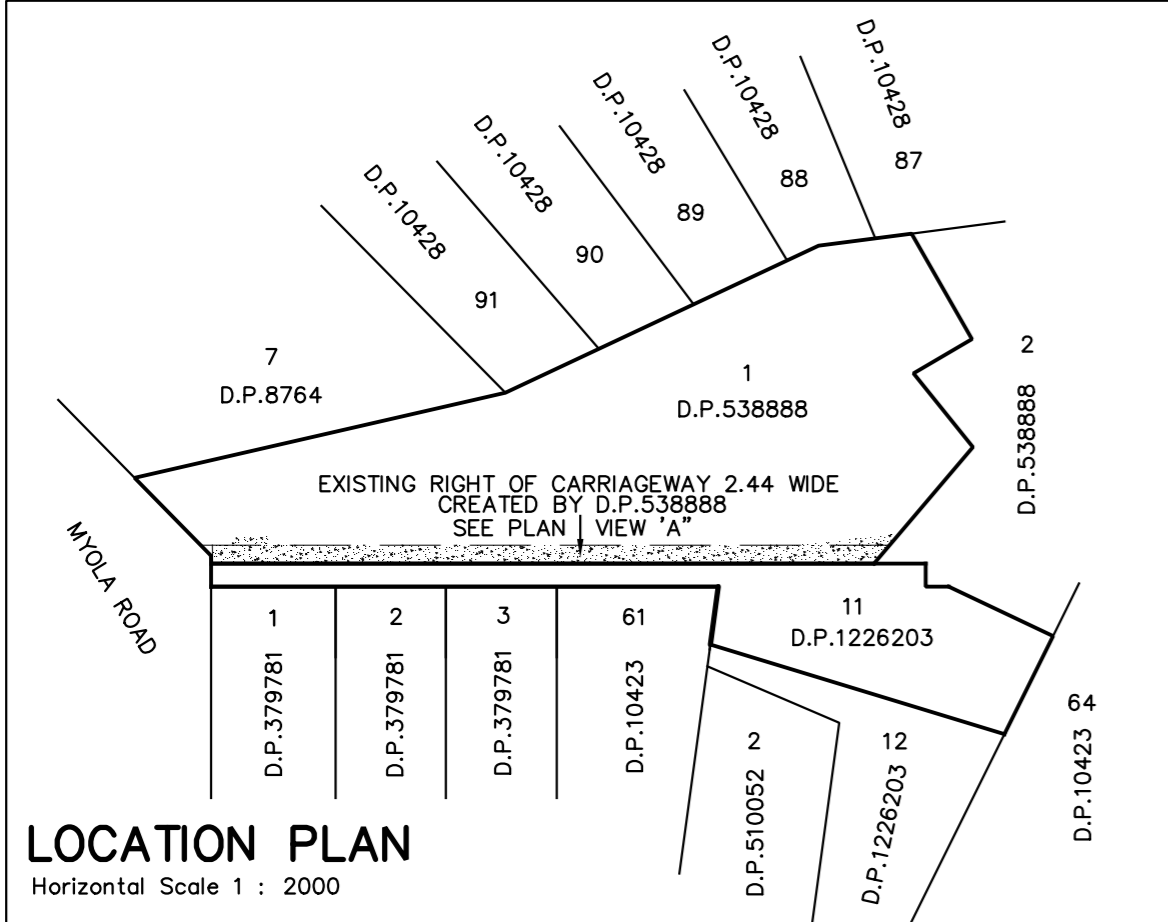 D.P.10428
87
D.P.10428
88
D.P.10428
89
D.P.10428
90
D.P.10428
91
7
D.P.8764
1
D.P.538888
2
D.P.538888
EXISTING RIGHT OF CARRIAGEWAY 2.44 WIDE
CREATED BY D.P.538888
SEE PLAN VIEW 'A"
MYOLA ROAD
1
D.P.379781
2
D.P.379781
3
D.P.379781
61
D.P.10423
11
D.P.1226203
2
D.P.510052
12
D.P.1226203
64
D.P.10423
LOCATION PLAN
Horizontal Scale 1 : 2000